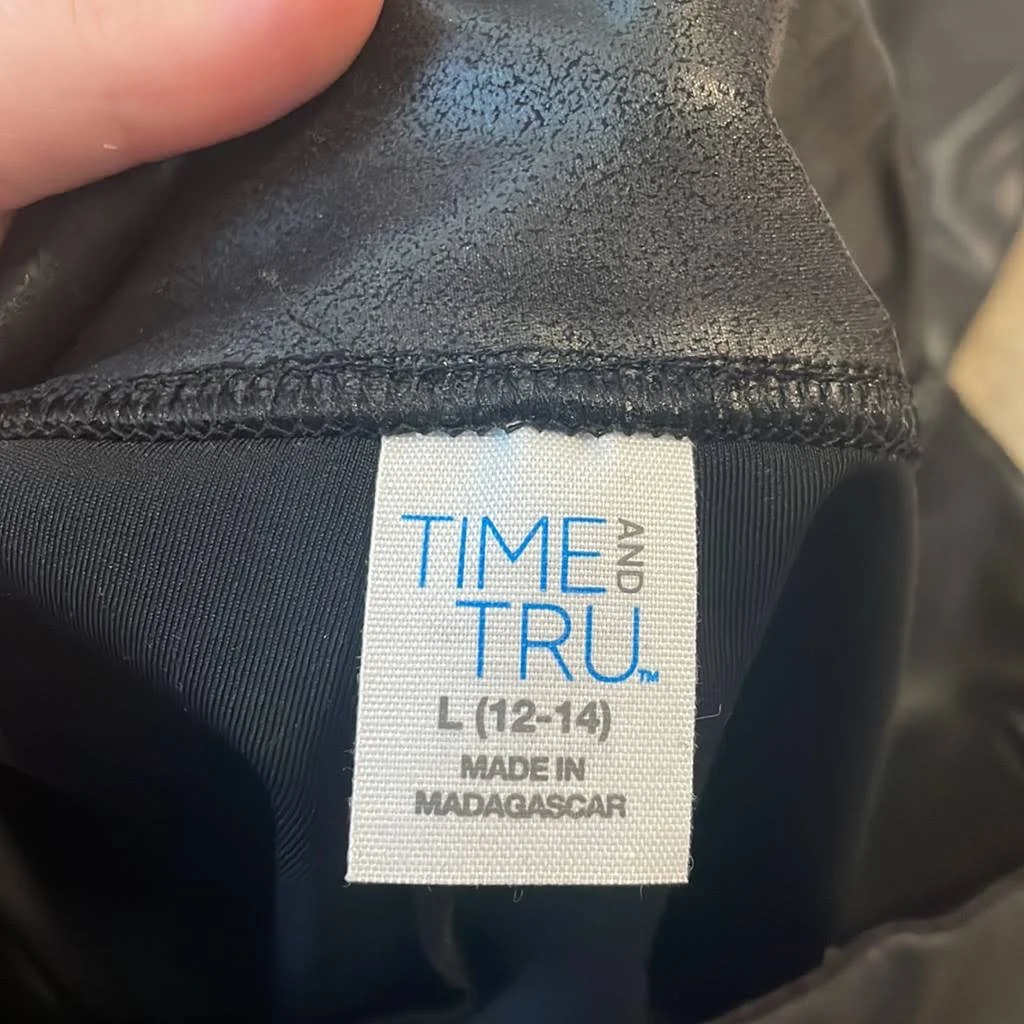 TIME AND
TRU™
L (12-14)
MADE IN
MADAGASCAR